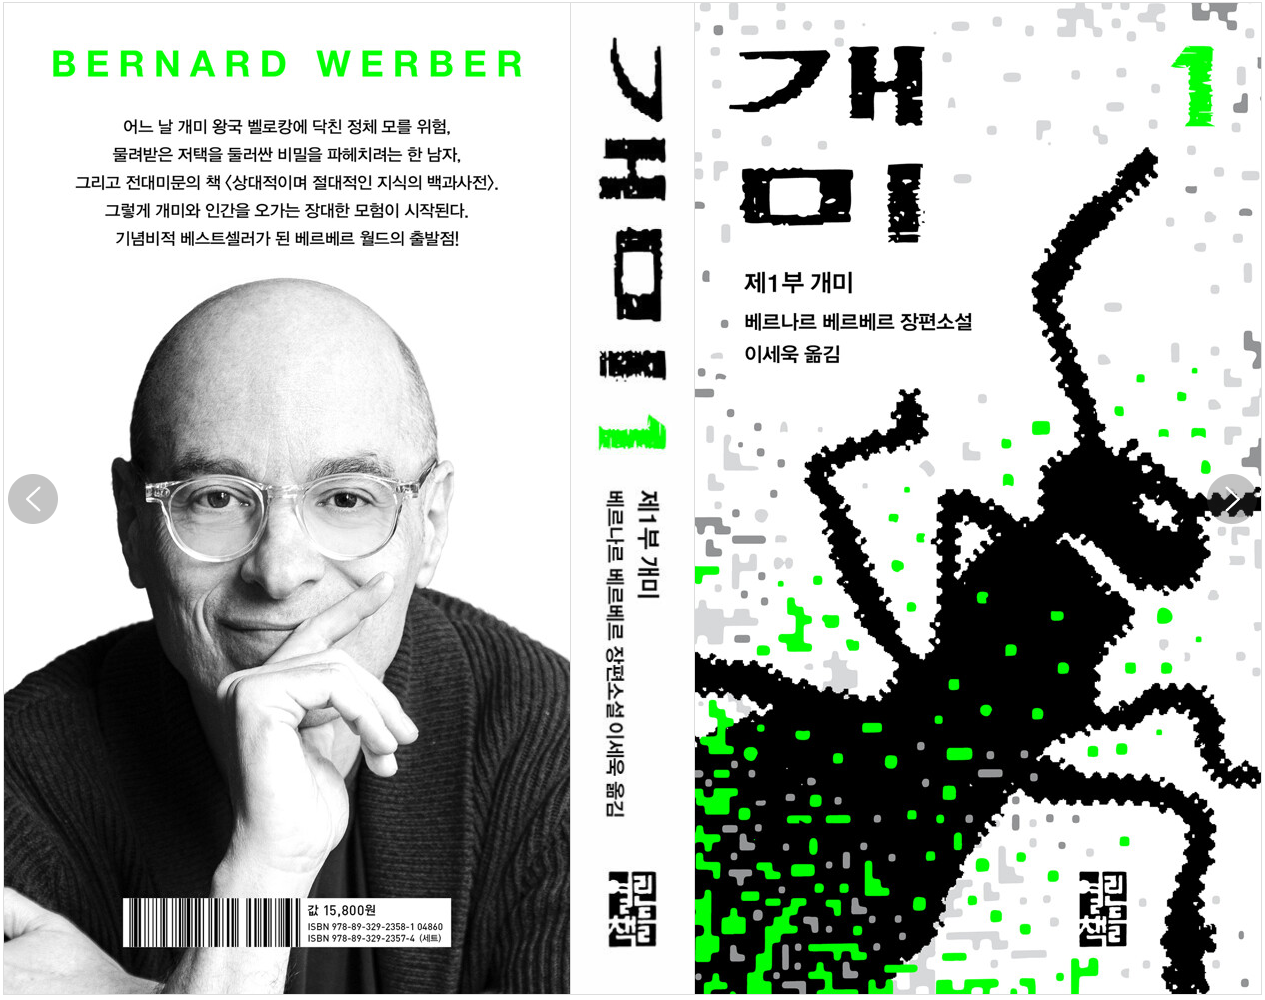 BERNARD WERBER
어느 날 개미 왕국 벨로캉에 닥친 정체 모를 위험,
물려받은 저택을 둘러싼 비밀을 파헤치려는 한 남자,
그리고 전대미문의 책 〈상대적이며 절대적인 지식의 백과사전〉.
그렇게 개미와 인간을 오가는 장대한 모험이 시작된다.
기념비적 베스트셀러가 된 베르베르 월드의 출발점!
값 15,800원
ISBN 978-89-329-2358-1 04860
ISBN 978-89-329-2357-4 (세트)
개미 1
제1부 개미
베르나르 베르베르 장편소설 이세욱 옮김
열린책들
개
미
1
제1부 개미
베르나르 베르베르 장편소설
이세욱 옮김
열린책들